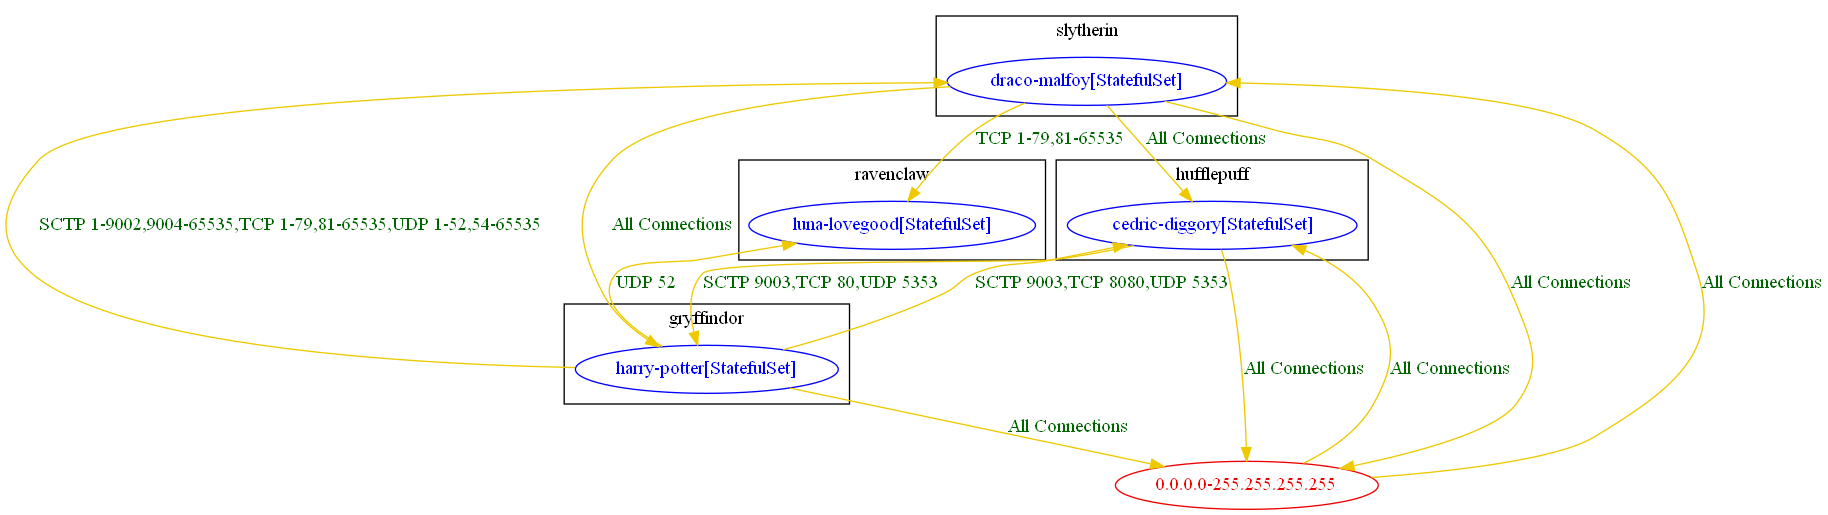 slytherin
draco-malfoy[StatefulSet]
TCP 1-79,81-65535
All Connections
ravenclaw
hufflepuff
SCTP 1-9002,9004-65535,TCP 1-79,81-65535,UDP 1-52,54-65535
All Connections
luna-lovegood[StatefulSet]
cedric-diggory[StatefulSet]
UDP 52
SCTP 9003,TCP 80,UDP 5353
SCTP 9003,TCP 8080,UDP 5353
All Connections
All Connections
gryffindor
harry-potter[StatefulSet]
All Connections
All Connections
All Connections
0.0.0.0-255.255.255.255